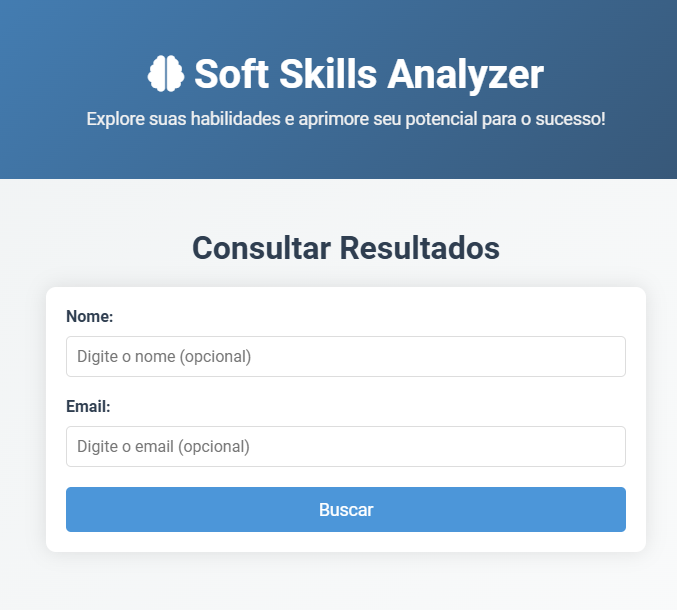 Soft Skills Analyzer
Explore suas habilidades e aprimore seu potencial para o sucesso!
Consultar Resultados
Nome:
Digite o nome (opcional)
Email:
Digite o email (opcional)
Buscar